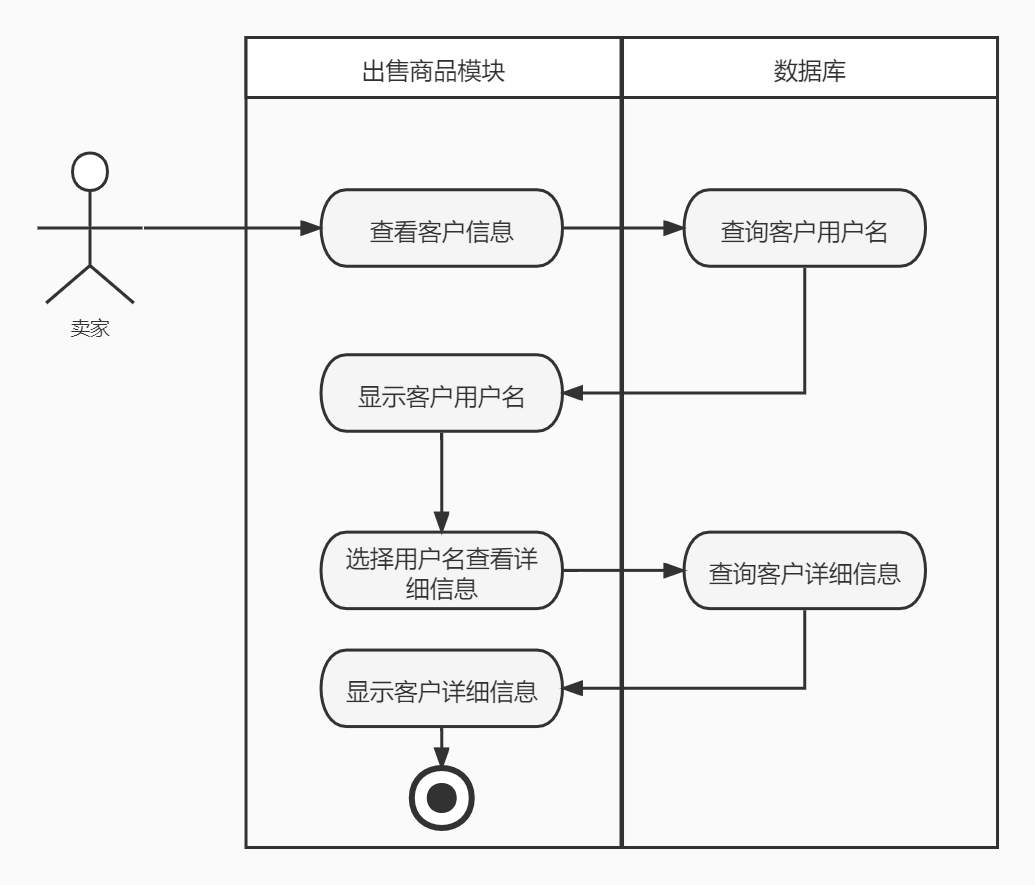 出售商品模块
数据库
查看客户信息
查询客户用户名
卖家
显示客户用户名
选择用户名查看详
细信息
查询客户详细信息
显示客户详细信息